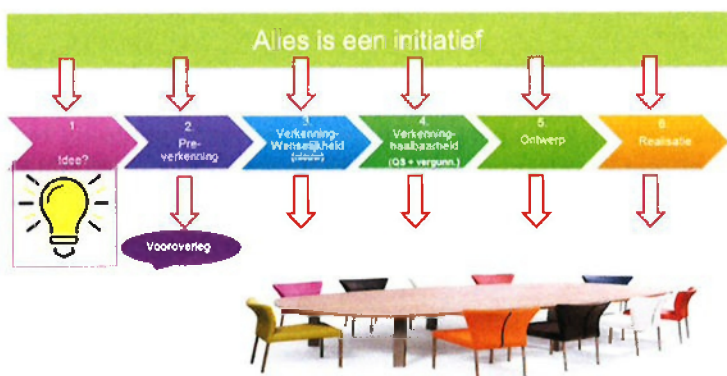 Alles is een initiatief
1.
Idee?
2.
Pre-
verkenning
3.
Verkenning-
Wenselijkheid
4.
Verkenning-
haalbaarheid
(QS + vergunn.)
5.
Ontwerp
6.
Realisatie
Vooroverleg